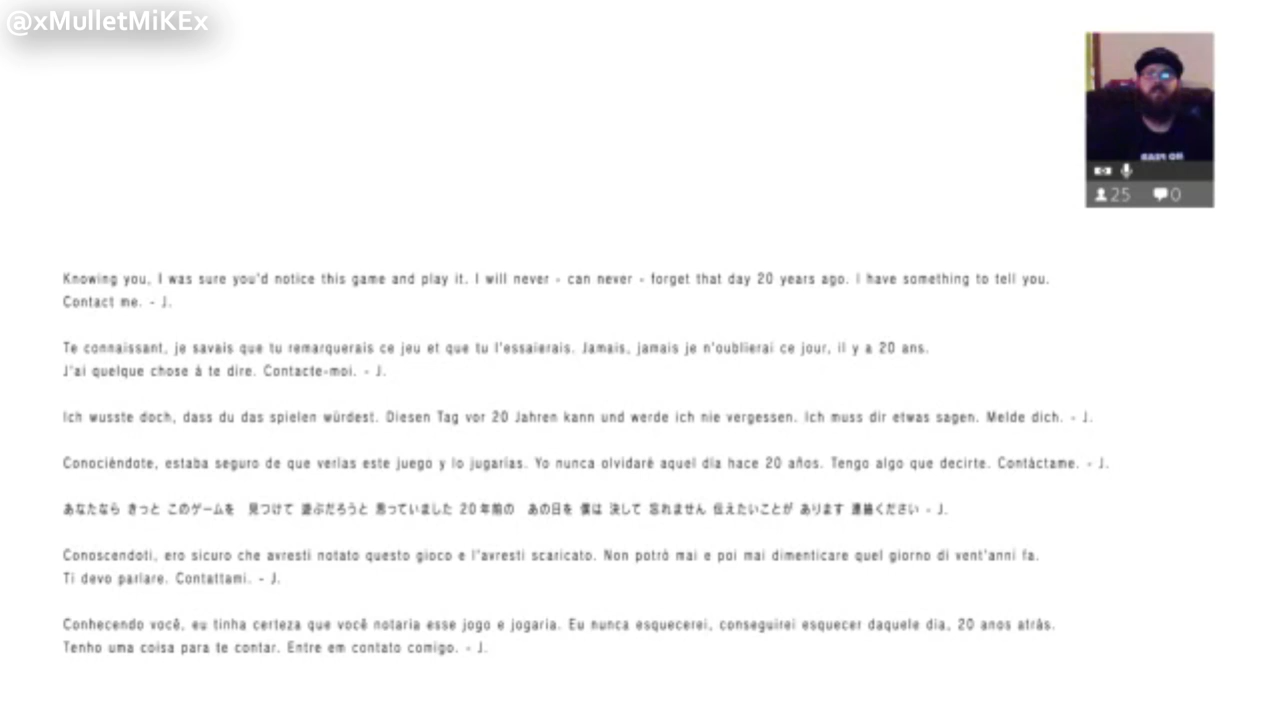 @xMulletMiKEx
25 0
Knowing you, I was sure you'd notice this game and play it. I will never - can never - forget that day 20 years ago. I have something to tell you.
Contact me. - J.
Te connaissant, je savais que tu remarquerais ce jeu et que tu l'essaierais. Jamais, jamais je n'oublierai ce jour, il y a 20 ans.
J'ai quelque chose à te dire. Contacte-moi. - J.
Ich wusste doch, dass du das spielen würdest. Diesen Tag vor 20 Jahren kann und werde ich nie vergessen. Ich muss dir etwas sagen. Melde dich. - J.
Conociéndote, estaba seguro de que verías este juego y lo jugarías. Yo nunca olvidaré aquel día hace 20 años. Tengo algo que decirte. Contáctame. - J.
あなたなら きっと このゲームを 見つけて 遊ぶだろうと 思っていました 20年前の あの日を 僕は 決して 忘れません 伝えたいことが あります 連絡ください - J.
Conoscendoti, ero sicuro che avresti notato questo gioco e l'avresti scaricato. Non potrò mai e poi mai dimenticare quel giorno di vent'anni fa.
Ti devo parlare. Contattami. - J.
Conhecendo você, eu tinha certeza que você notaria esse jogo e jogaria. Eu nunca esquecerei, conseguirei esquecer daquele dia, 20 anos atrás.
Tenho uma coisa para te contar. Entre em contato comigo. - J.